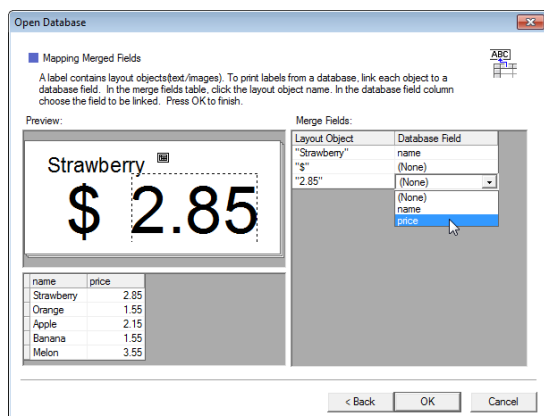 Open Database
Mapping Merged Fields
ABC
A label contains layout objects(text/images). To print labels from a database, link each object to a
database field. In the merge fields table, click the layout object name. In the database field column
choose the field to be linked. Press OK to finish.
Preview:
Merge Fields:
Strawberry
$ 2.85
Layout Object Database Field
"Strawberry" name
"$" (None)
"2.85" (None)
(None)
name
price
name price
Strawberry 2.85
Orange 1.55
Apple 2.15
Banana 1.55
Melon 3.55
< Back OK Cancel